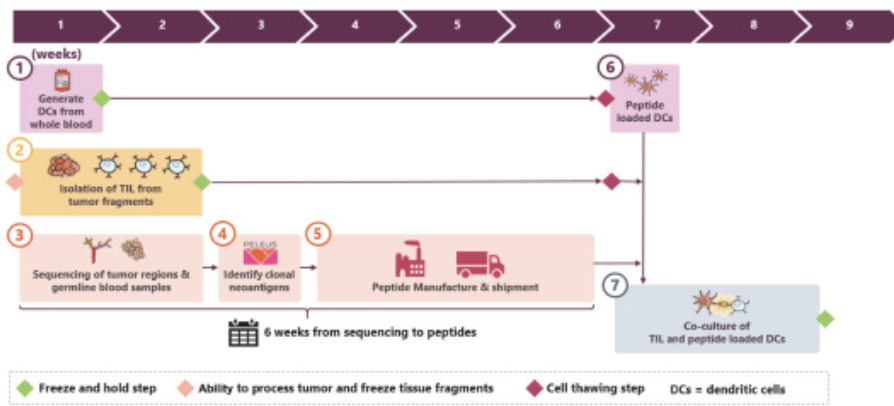 1 2 3 4 5 6 7 8 9
(weeks)
1
Generate
DCs from
whole blood
6
Peptide
loaded DCs
2
Isolation of TIL from
tumor fragments
3
Sequencing of tumor regions &
germline blood samples
4
PELEUS
Identify clonal
neoantigens
5
Peptide Manufacture & shipment
6 weeks from sequencing to peptides
7
Co-culture of
TIL and peptide loaded DCs
Freeze and hold step Ability to process tumor and freeze tissue fragments Cell thawing step DCs = dendritic cells